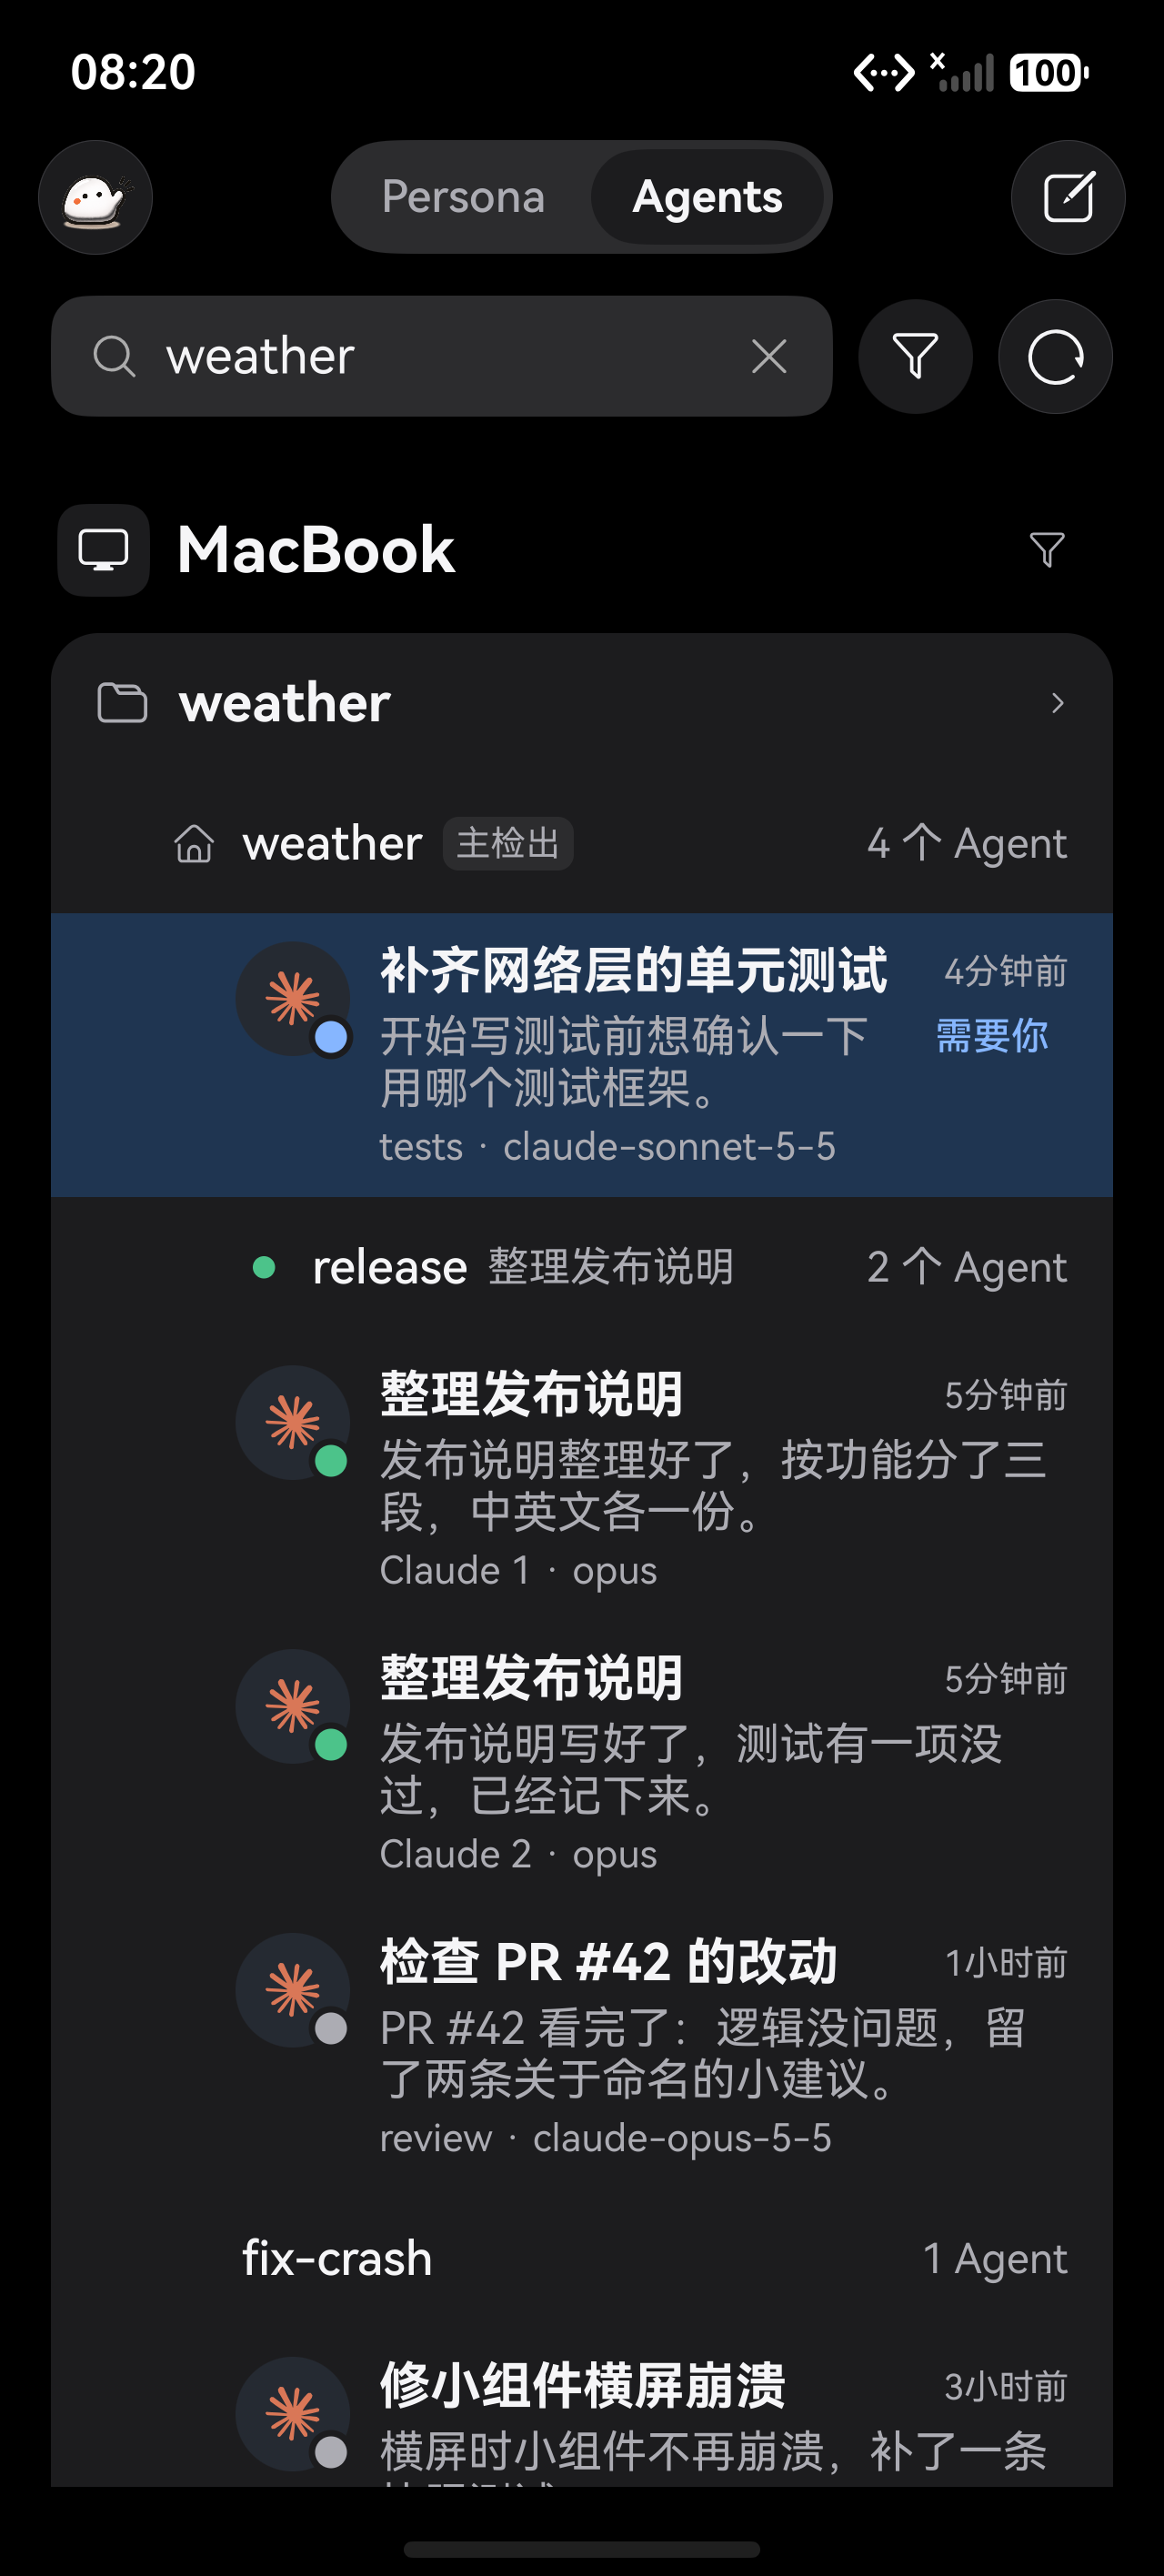 08:20
100
Persona
Agents
weather
MacBook
weather
weather 主检出 4 个 Agent
补齐网络层的单元测试 4分钟前
开始写测试前想确认一下 需要你
用哪个测试框架。
tests · claude-sonnet-5-5
release 整理发布说明 2 个 Agent
整理发布说明 5分钟前
发布说明整理好了，按功能分了三
段，中英文各一份。
Claude 1 · opus
整理发布说明 5分钟前
发布说明写好了，测试有一项没
过，已经记下来。
Claude 2 · opus
检查 PR #42 的改动 1小时前
PR #42 看完了：逻辑没问题，留
了两条关于命名的小建议。
review · claude-opus-5-5
fix-crash 1 Agent
修小组件横屏崩溃 3小时前
横屏时小组件不再崩溃，补了一条